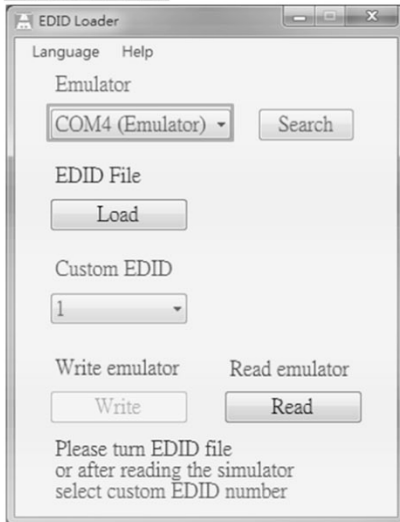 EDID Loader
Language Help
Emulator
COM4 (Emulator) Search
EDID File
Load
Custom EDID
1
Write emulator Read emulator
Write Read
Please turn EDID file
or after reading the simulator
select custom EDID number